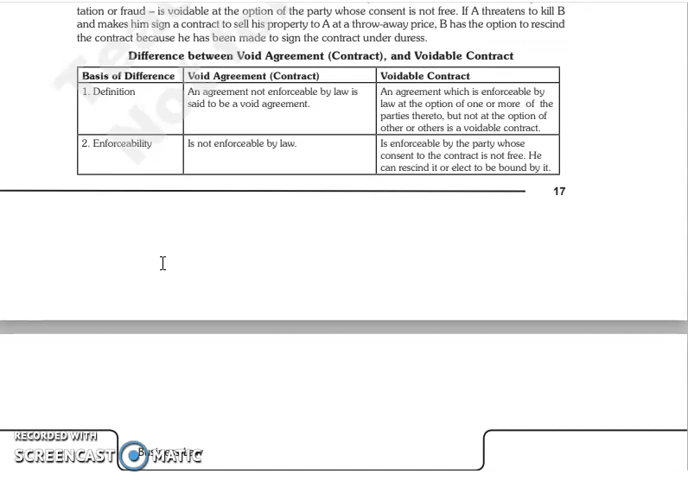 tation or fraud – is voidable at the option of the party whose consent is not free. If A threatens to kill B
and makes him sign a contract to sell his property to A at a throw-away price, B has the option to rescind
the contract because he has been made to sign the contract under duress.
Difference between Void Agreement (Contract), and Voidable Contract
Basis of Difference Void Agreement (Contract) Voidable Contract
1. Definition An agreement not enforceable by law is An agreement which is enforceable by
said to be a void agreement. law at the option of one or more of the
parties thereto, but not at the option of
other or others is a voidable contract.
2. Enforceability Is not enforceable by law. Is enforceable by the party whose
consent to the contract is not free. He
can rescind it or elect to be bound by it.
17
RECORDED WITH
SCREENCAST MATIC